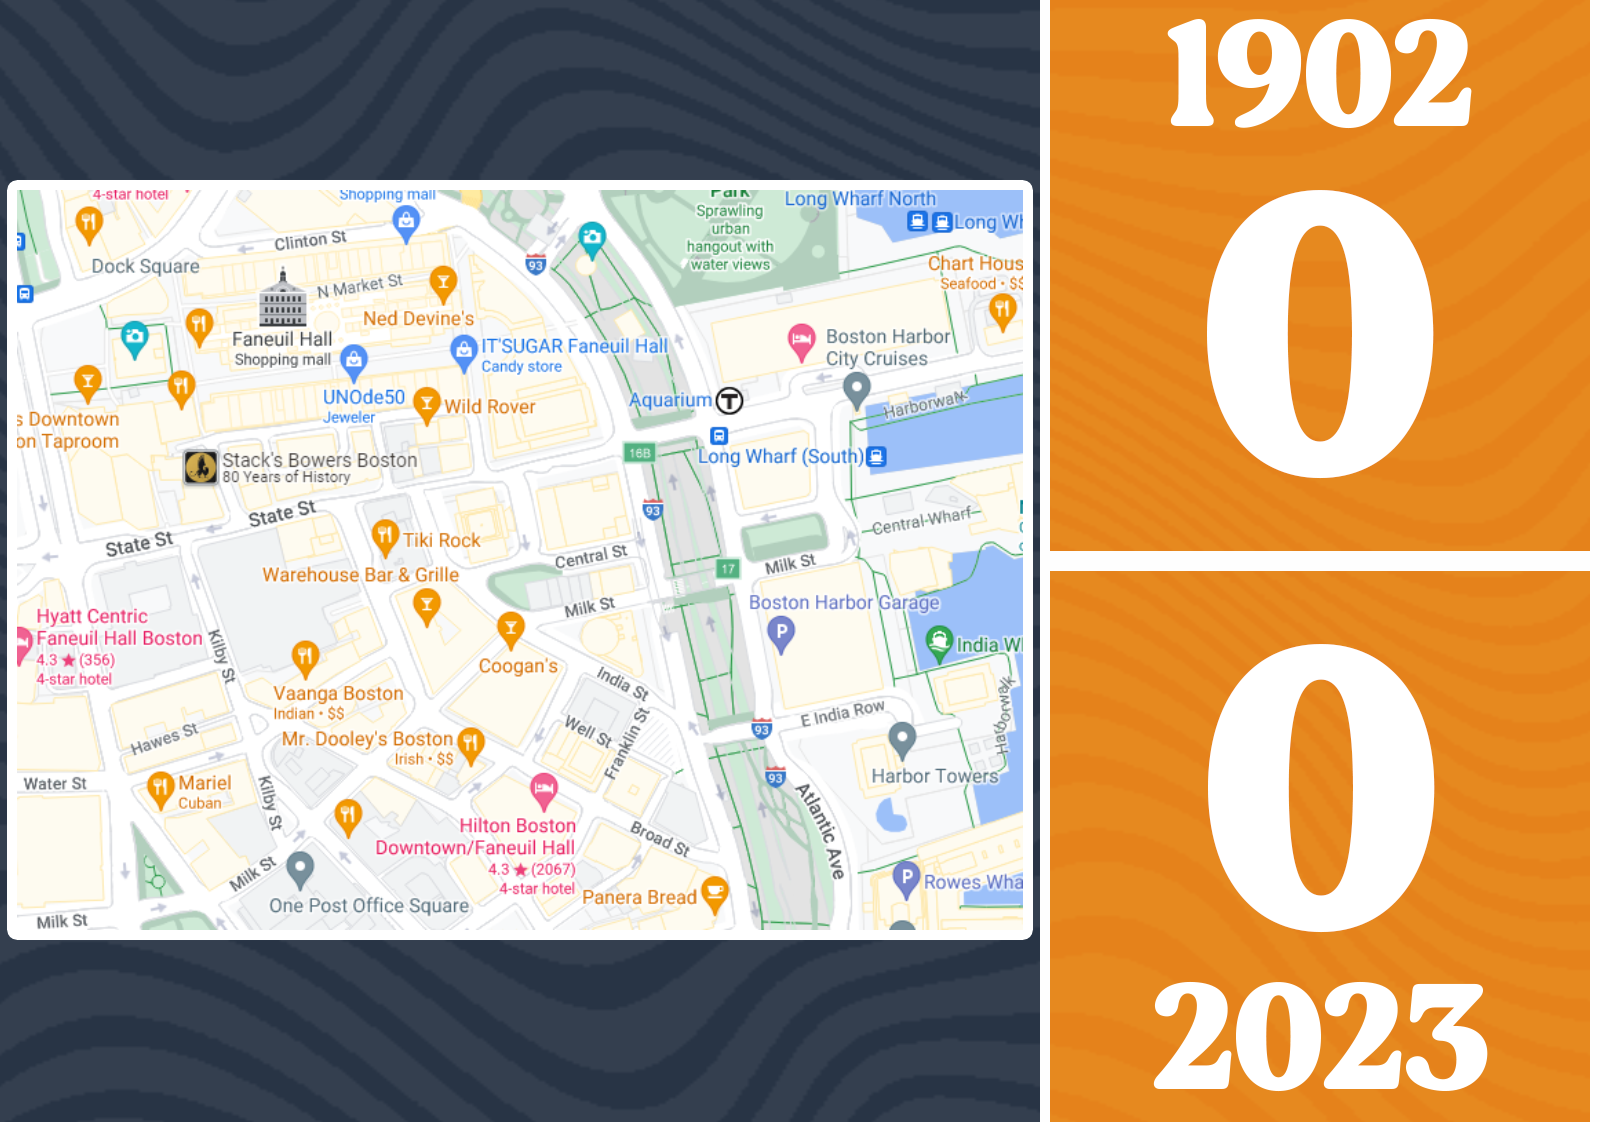 4-star hotel
Shopping mall
Park
Sprawling
urban
hangout with
water views
Long Wharf North
Long Wh
Clinton St
Dock Square
93
N Market St
Chart Hous
Seafood • $$
Ned Devine's
Faneuil Hall
Shopping mall
IT'SUGAR Faneuil Hall
Candy store
Boston Harbor
City Cruises
UNOde50
Jeweler
Wild Rover
Aquarium
T
Harborwalk
s Downtown
on Taproom
16B
Long Wharf (South)
Stack's Bowers Boston
80 Years of History
State St
State St
93
Central Wharf
Tiki Rock
Central St
17
Milk St
Warehouse Bar & Grille
Milk St
Boston Harbor Garage
P
Hyatt Centric
Faneuil Hall Boston
4.3 ★ (356)
4-star hotel
Kilby St
Coogan's
India W
Vaanga Boston
Indian • $$
India St
Harborwalk
Hawes St
Mr. Dooley's Boston
Irish • $$
Well St
Franklin St
93
E India Row
93
Harbor Towers
Water St
Mariel
Cuban
Kilby St
Atlantic Ave
Hilton Boston
Downtown/Faneuil Hall
4.3 ★ (2067)
4-star hotel
Broad St
Milk St
One Post Office Square
Panera Bread
P
Rowes Wha
Milk St
1902
0
0
2023